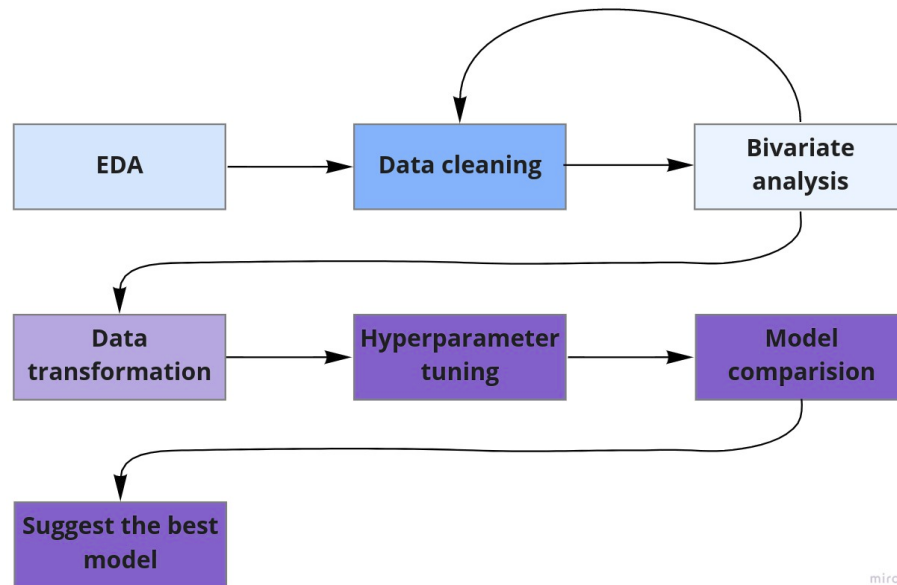 EDA
Data cleaning
Bivariate
analysis
Data
transformation
Hyperparameter
tuning
Model
comparision
Suggest the best
model